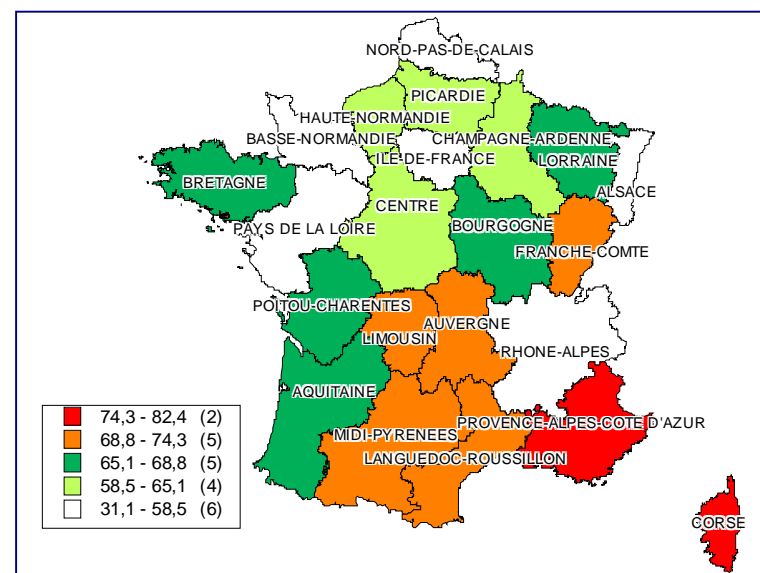 NORD-PAS-DE-CALAIS
PICARDIE
HAUTE-NORMANDIE
BASSE-NORMANDIE
CHAMPAGNE-ARDENNE
ILE-DE-FRANCE
LORRAINE
BRETAGNE
ALSACE
CENTRE
PAYS DE LA LOIRE
BOURGOGNE
FRANCHE-COMTE
POITOU-CHARENTES
AUVERGNE
LIMOUSIN
RHONE-ALPES
AQUITAINE
PROVENCE-ALPES-COTE D'AZUR
MIDI-PYRENEES
LANGUEDOC-ROUSSILLON
CORSE
74,3 - 82,4 (2)
68,8 - 74,3 (5)
65,1 - 68,8 (5)
58,5 - 65,1 (4)
31,1 - 58,5 (6)